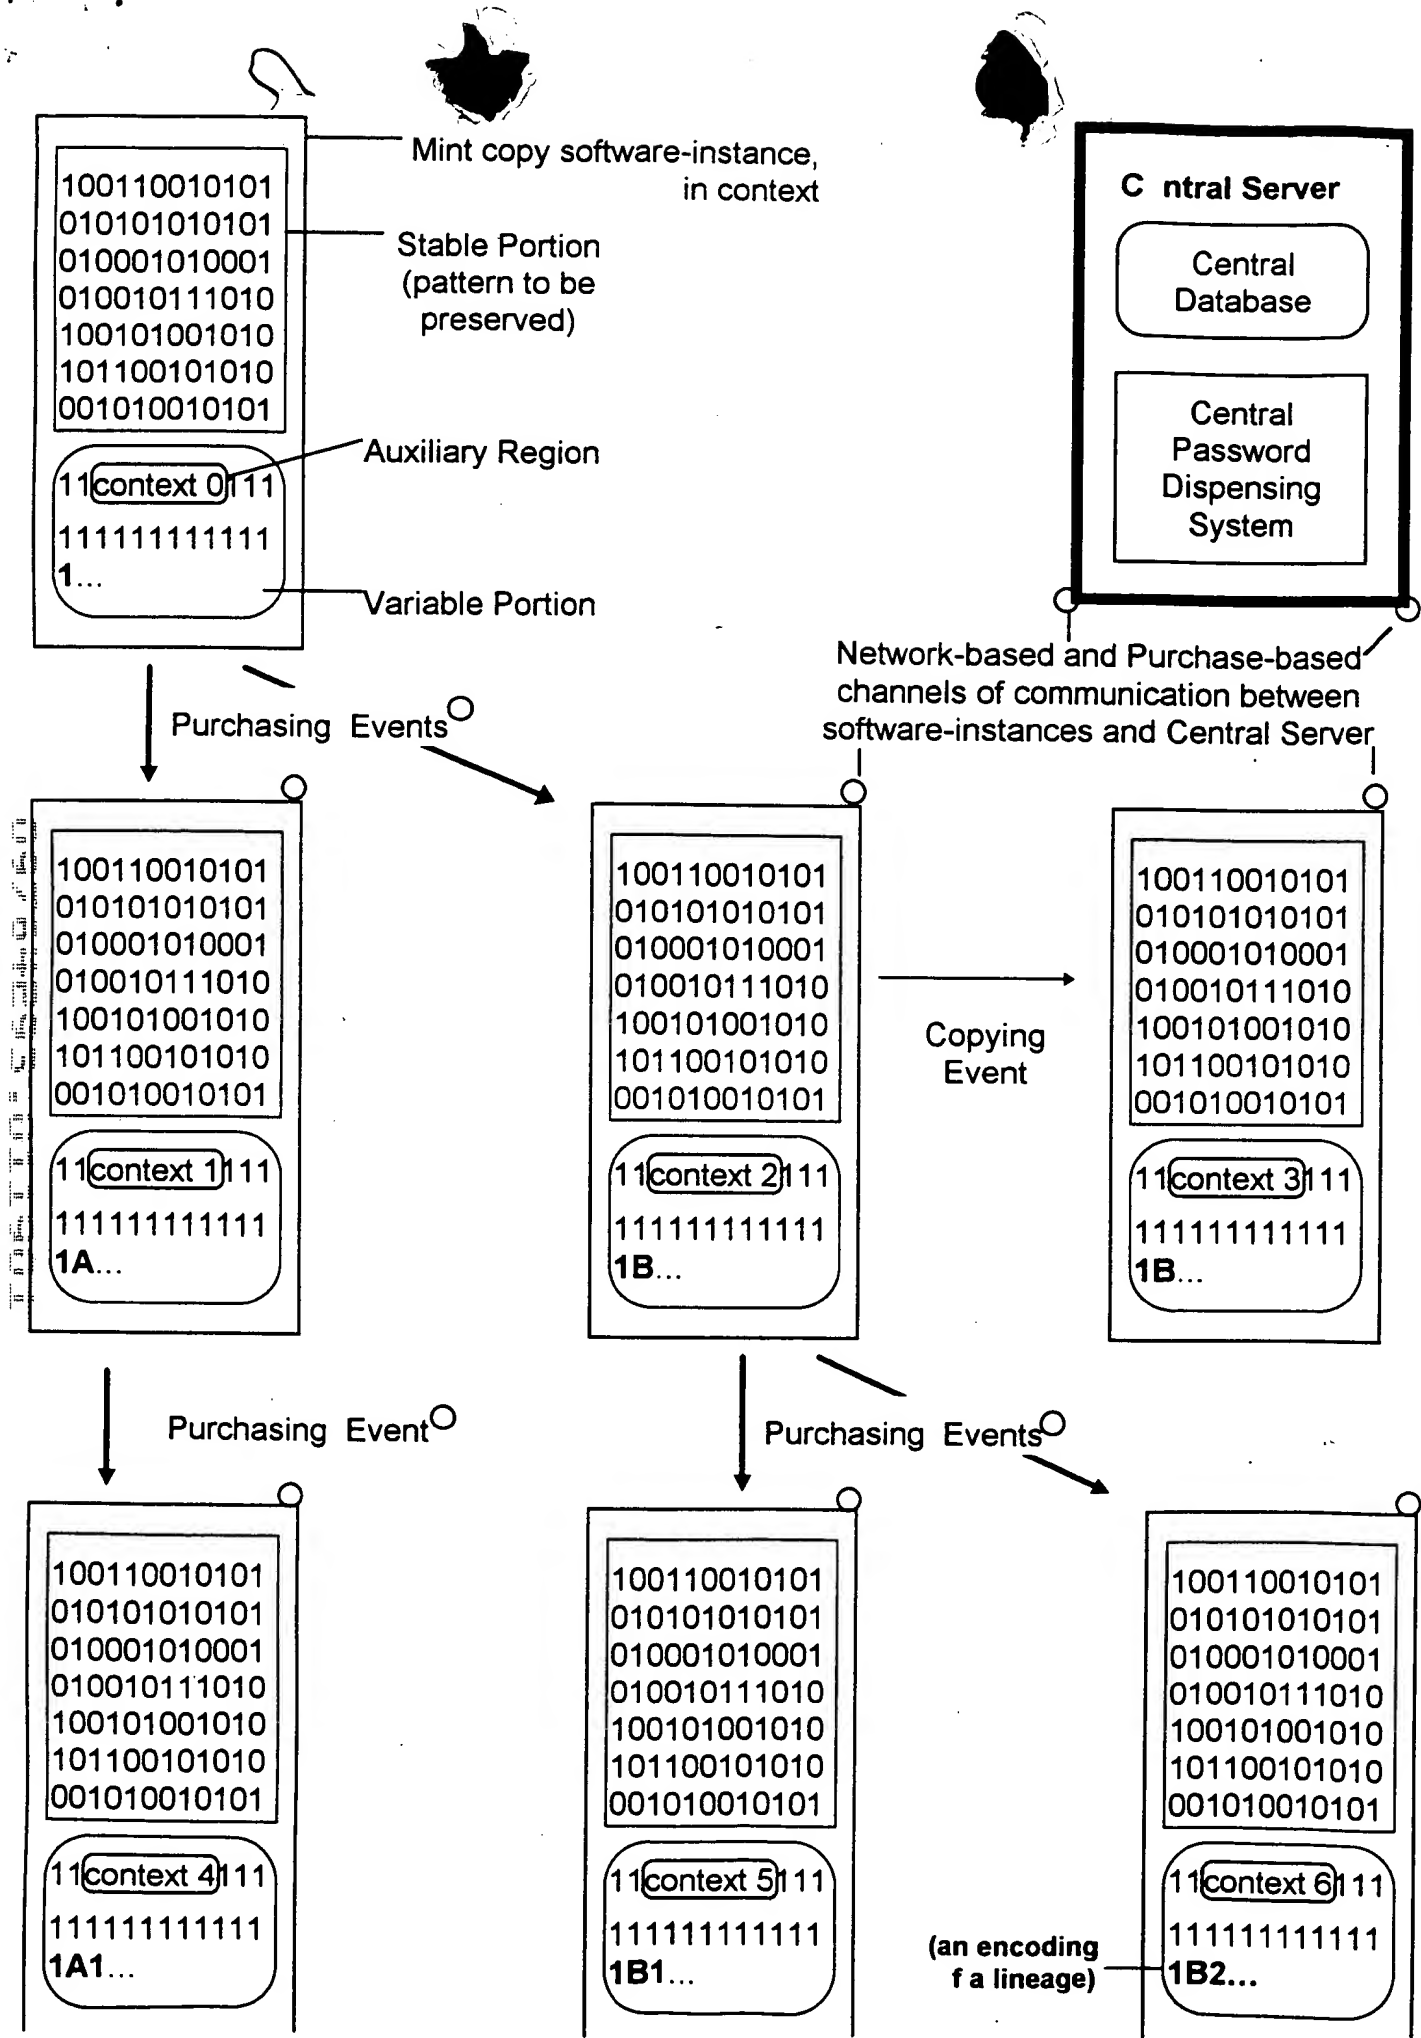 Mint copy software-instance,
in context
100110010101
010101010101
010001010001
010010111010
100101001010
101100101010
001010010101
Stable Portion
(pattern to be
preserved)
Auxiliary Region
11context 0111
111111111111
1...
Variable Portion
C ntral Server
Central
Database
Central
Password
Dispensing
System
Network-based and Purchase-based
channels of communication between
software-instances and Central Server
Purchasing Events
100110010101
010101010101
010001010001
010010111010
100101001010
101100101010
001010010101
11context 1111
111111111111
1A...
100110010101
010101010101
010001010001
010010111010
100101001010
101100101010
001010010101
11context 2111
111111111111
1B...
Copying
Event
100110010101
010101010101
010001010001
010010111010
100101001010
101100101010
001010010101
11context 3111
111111111111
1B...
Purchasing Event
Purchasing Events
100110010101
010101010101
010001010001
010010111010
100101001010
101100101010
001010010101
11context 4111
111111111111
1A1...
100110010101
010101010101
010001010001
010010111010
100101001010
101100101010
001010010101
11context 5111
111111111111
1B1...
100110010101
010101010101
010001010001
010010111010
100101001010
101100101010
001010010101
11context 6111
111111111111
1B2...
(an encoding
f a lineage)